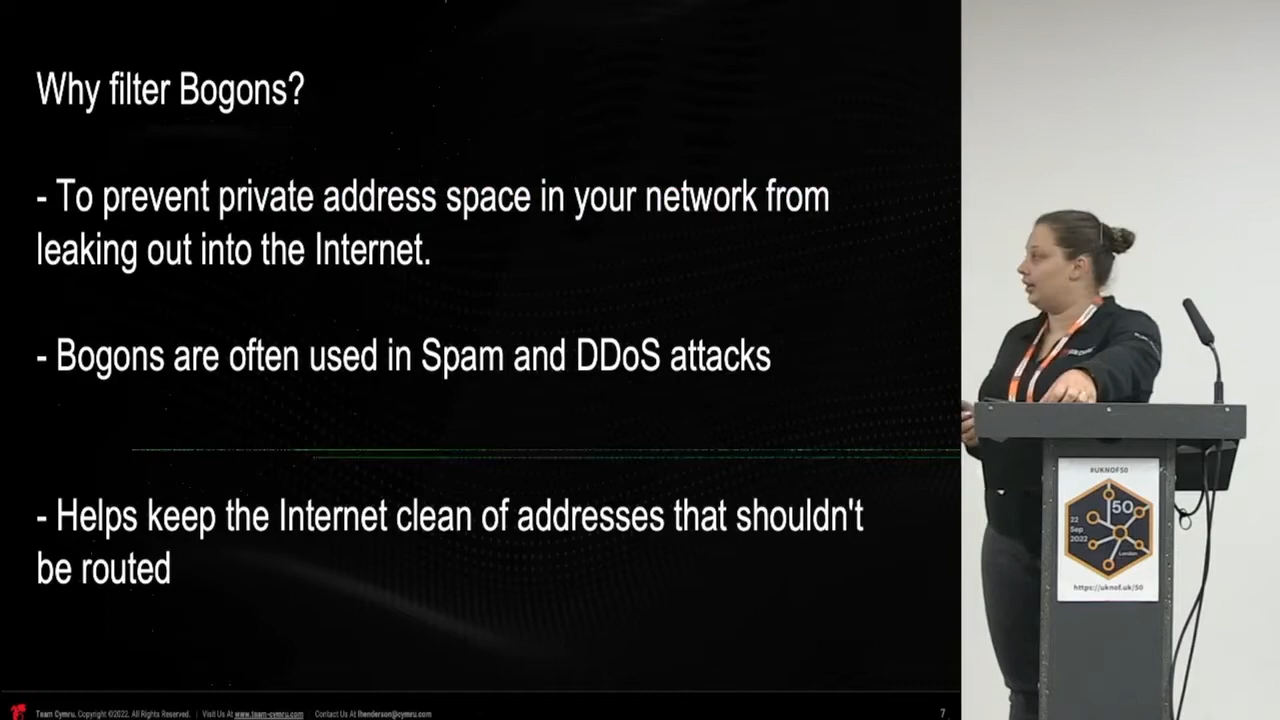 Why filter Bogons?
- To prevent private address space in your network from
leaking out into the Internet.
- Bogons are often used in Spam and DDoS attacks
- Helps keep the Internet clean of addresses that shouldn't
be routed
Team Cymru. Copyright ©2022. All Rights Reserved. | Visit Us At www.team-cymru.com Contact Us At lhenderson@cymru.com
7
#UKNOF50
50
22
Sep
2022
London
https://uknof.uk/50